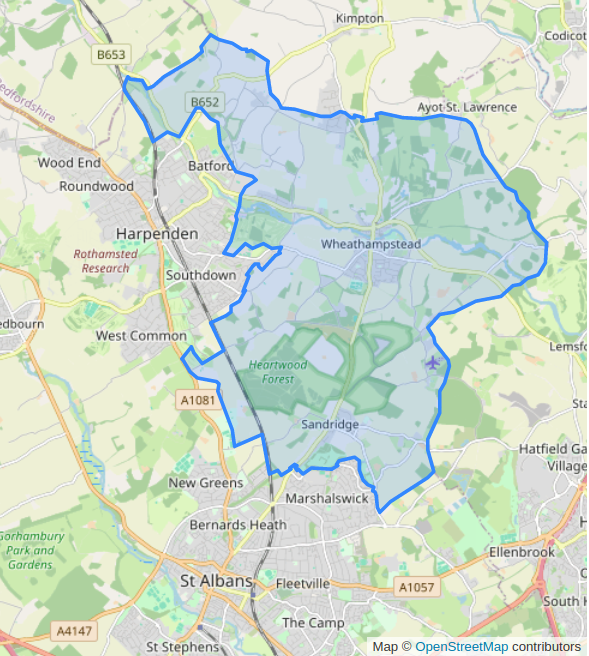 Kimpton
B653
Codicot
Bedfordshire
B652
Ayot St. Lawrence
Wood End
Batford
Roundwood
Harpenden
Wheathampstead
Rothamsted
Research
Southdown
edbourn
West Common
Lemsfo
Heartwood
Forest
A1081
Sta
Sandridge
Hatfield Ga
Village
New Greens
Marshalswick
Bernards Heath
H
Gorhambury
Park and
Gardens
Ellenbrook
St Albans
Fleetville
A1057
South H
The Camp
A4147
St Stephens
Map © OpenStreetMap contributors